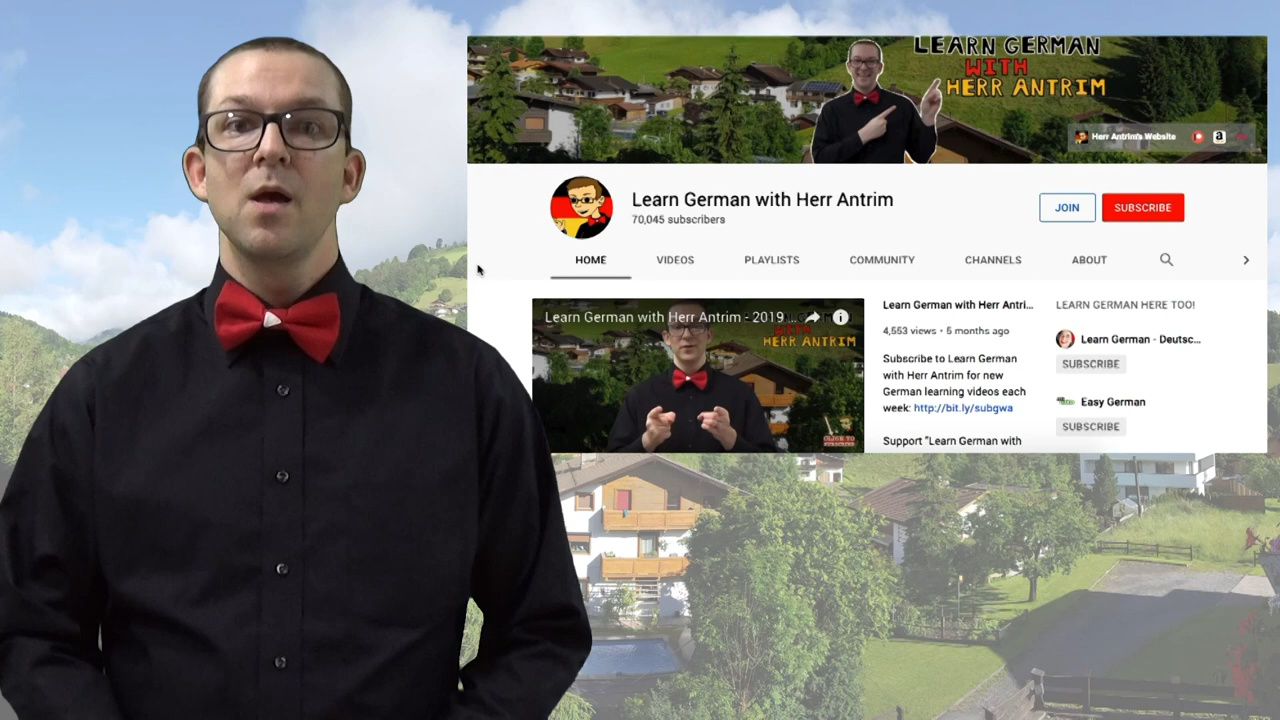 LEARN GERMAN
WITH
HERR ANTRIM
Herr Antrim's Website
Learn German with Herr Antrim
70,045 subscribers
JOIN
SUBSCRIBE
HOME
VIDEOS
PLAYLISTS
COMMUNITY
CHANNELS
ABOUT
Learn German with Herr Antrim - 2019...
HERR ANTRIM
Learn German with Herr Antri...
4,553 views • 5 months ago
Subscribe to Learn German
with Herr Antrim for new
German learning videos each
week: http://bit.ly/subgwa
Support "Learn German with
LEARN GERMAN HERE TOO!
Learn German - Deutsc...
SUBSCRIBE
Easy German
SUBSCRIBE